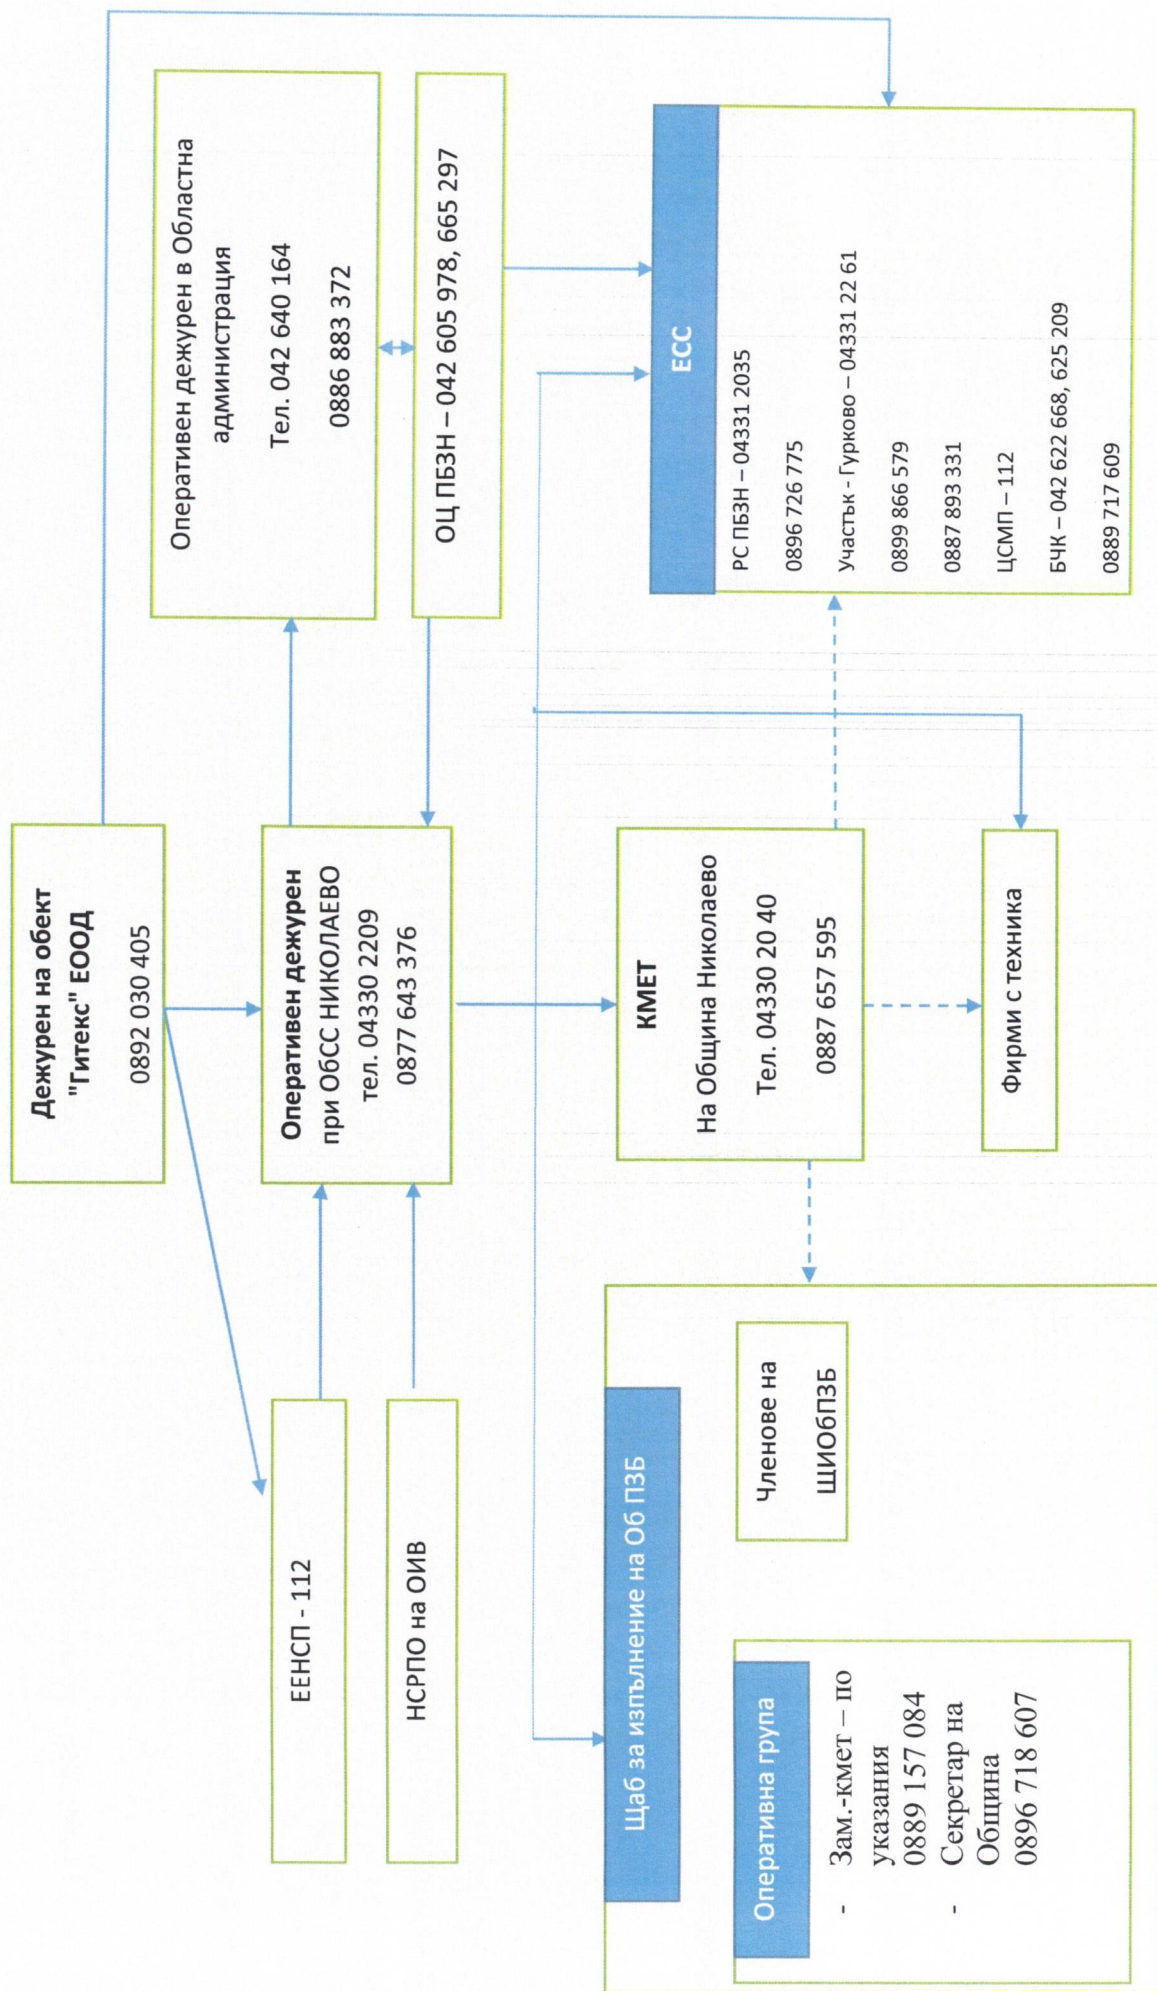 Дежурен на обект
"Гитекс" ЕООД
0892 030 405
ЕЕНСП - 112
НСРПО на ОИВ
Оперативен дежурен
при ОбСС НИКОЛАЕВО
тел. 04330 2209
0877 643 376
Оперативен дежурен в Областна
администрация
Тел. 042 640 164
0886 883 372
ОЦ ПБЗН – 042 605 978, 665 297
Щаб за изпълнение на Об ПЗБ
Оперативна група
- Зам.-кмет – по
указания
0889 157 084
- Секретар на
Община
0896 718 607
Членове на
ШИОбПЗБ
КМЕТ
На Община Николаево
Тел. 04330 20 40
0887 657 595
Фирми с техника
ЕСС
РС ПБЗН – 04331 2035
0896 726 775
Участък - Гурково – 04331 22 61
0899 866 579
0887 893 331
ЦСМП – 112
БЧК – 042 622 668, 625 209
0889 717 609